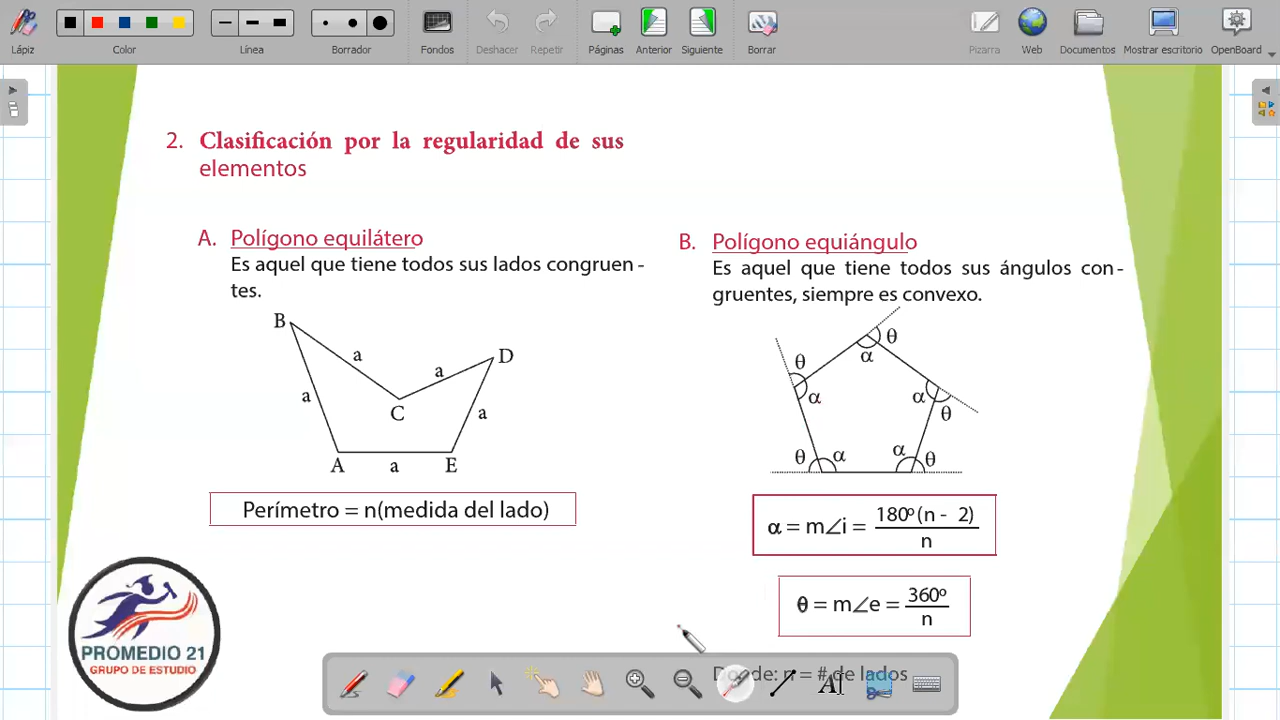 Lápiz
Color
Línea
Borrador
Fondos
Deshacer
Repetir
Páginas
Anterior
Siguiente
Borrar
Pizarra
Web
Documentos
Mostrar escritorio
OpenBoard
2. Clasificación por la regularidad de sus
elementos
A. Polígono equilátero
Es aquel que tiene todos sus lados congruen -
tes.
B
a
D
a
a
C
a
A
a
E
Perímetro = n(medida del lado)
B. Polígono equiángulo
Es aquel que tiene todos sus ángulos con-
gruentes, siempre es convexo.
θ
α
θ
α
α
θ
θ
α
α
θ
α = m∠i = 180º(n - 2)
n
θ = m∠e = 360º
n
Donde: n = # de lados
PROMEDIO 21
GRUPO DE ESTUDIO